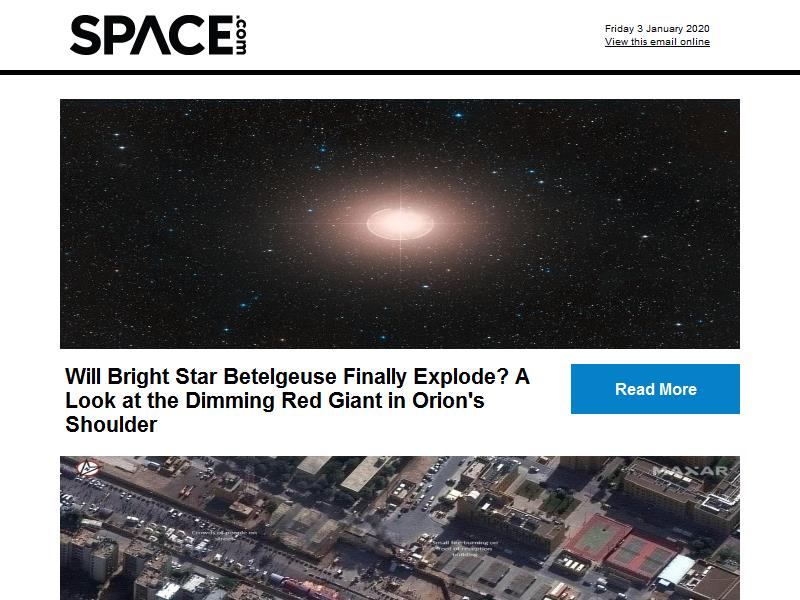 SPACE.com
Friday 3 January 2020
View this email online
Will Bright Star Betelgeuse Finally Explode? A
Look at the Dimming Red Giant in Orion's
Shoulder
Read More
MAXAR
Crowds of people on
street
Small fire burning on
roof of reception
building